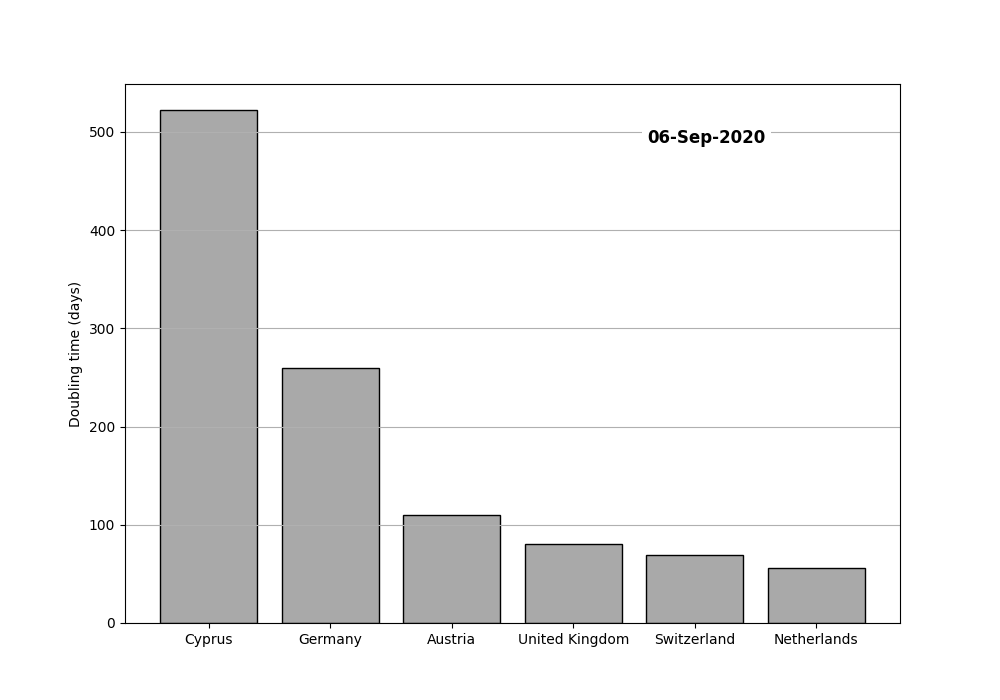 06-Sep-2020
Doubling time (days)
500
400
300
200
100
0
Cyprus
Germany
Austria
United Kingdom
Switzerland
Netherlands